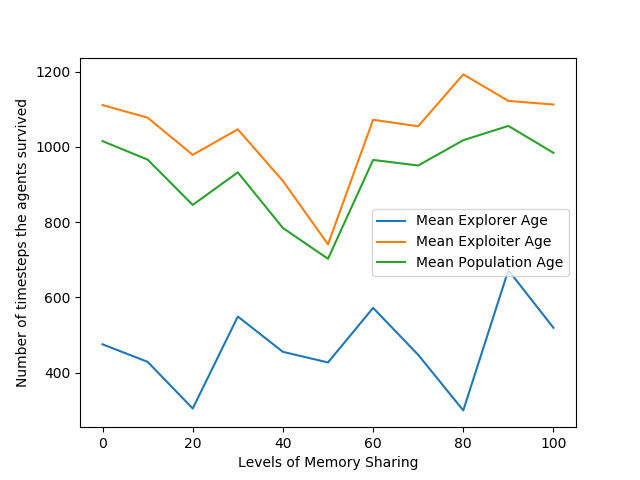 1200
1000
800
600
400
Number of timesteps the agents survived
Mean Explorer Age
Mean Exploiter Age
Mean Population Age
0 20 40 60 80 100
Levels of Memory Sharing